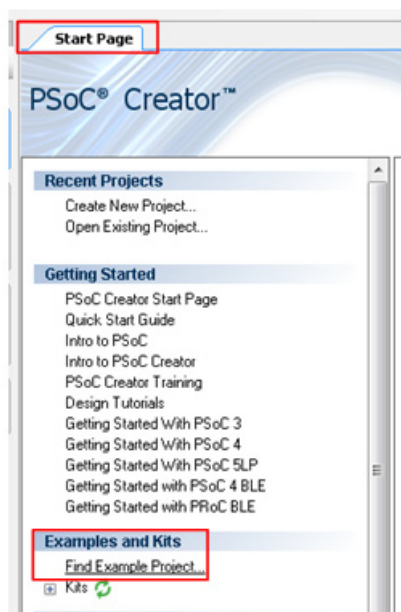 Start Page
PSoC® Creator™
Recent Projects
Create New Project...
Open Existing Project...
Getting Started
PSoC Creator Start Page
Quick Start Guide
Intro to PSoC
Intro to PSoC Creator
PSoC Creator Training
Design Tutorials
Getting Started With PSoC 3
Getting Started With PSoC 4
Getting Started With PSoC 5LP
Getting Started with PSoC 4 BLE
Getting Started with PRoC BLE
Examples and Kits
Find Example Project...
Kits